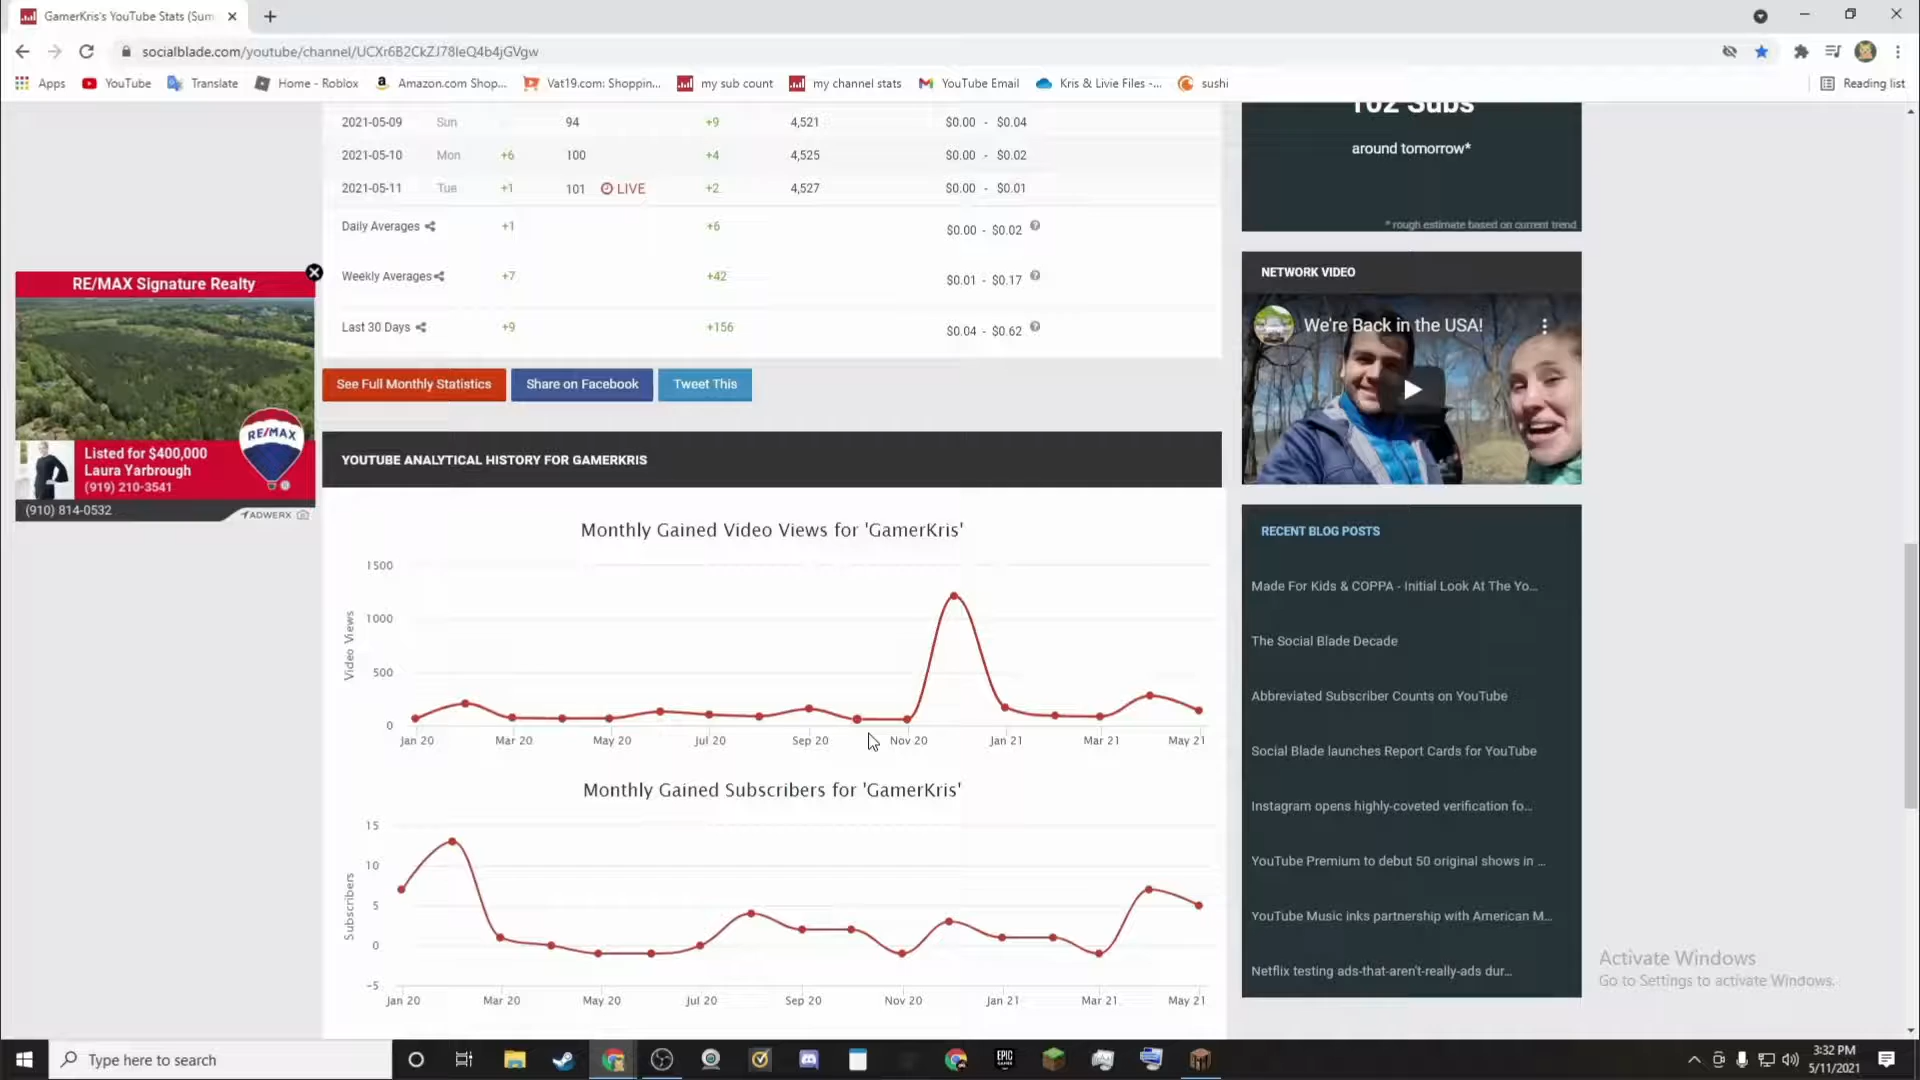 GamerKris's YouTube Stats (Sum
socialblade.com/youtube/channel/UCXr6B2CkZJ78IeQ4b4jGVgw
Apps YouTube Translate Home - Roblox Amazon.com Shop... Vat19.com: Shoppin... my sub count my channel stats YouTube Email Kris & Livie Files -... sushi Reading list
2021-05-09 Sun 94 +9 4,521 $0.00 - $0.04
2021-05-10 Mon +6 100 +4 4,525 $0.00 - $0.02
2021-05-11 Tue +1 101 LIVE +2 4,527 $0.00 - $0.01
Daily Averages +1 +6 $0.00 - $0.02
Weekly Averages +7 +42 $0.01 - $0.17
Last 30 Days +9 +156 $0.04 - $0.62
See Full Monthly Statistics Share on Facebook Tweet This
RE/MAX Signature Realty
RE/MAX
Listed for $400,000
Laura Yarbrough
(919) 210-3541
(910) 814-0532
ADWERX
YOUTUBE ANALYTICAL HISTORY FOR GAMERKRIS
Monthly Gained Video Views for 'GamerKris'
Video Views
1500
1000
500
0
Jan 20 Mar 20 May 20 Jul 20 Sep 20 Nov 20 Jan 21 Mar 21 May 21
Monthly Gained Subscribers for 'GamerKris'
Subscribers
15
10
5
0
-5
Jan 20 Mar 20 May 20 Jul 20 Sep 20 Nov 20 Jan 21 Mar 21 May 21
102 Subs
around tomorrow*
* rough estimate based on current trend
NETWORK VIDEO
We're Back in the USA!
RECENT BLOG POSTS
Made For Kids & COPPA - Initial Look At The Yo...
The Social Blade Decade
Abbreviated Subscriber Counts on YouTube
Social Blade launches Report Cards for YouTube
Instagram opens highly-coveted verification fo...
YouTube Premium to debut 50 original shows in ...
YouTube Music inks partnership with American M...
Netflix testing ads-that-aren't-really-ads dur...
Activate Windows
Go to Settings to activate Windows.
Type here to search
EPIC
GAMES
3:32 PM
5/11/2021